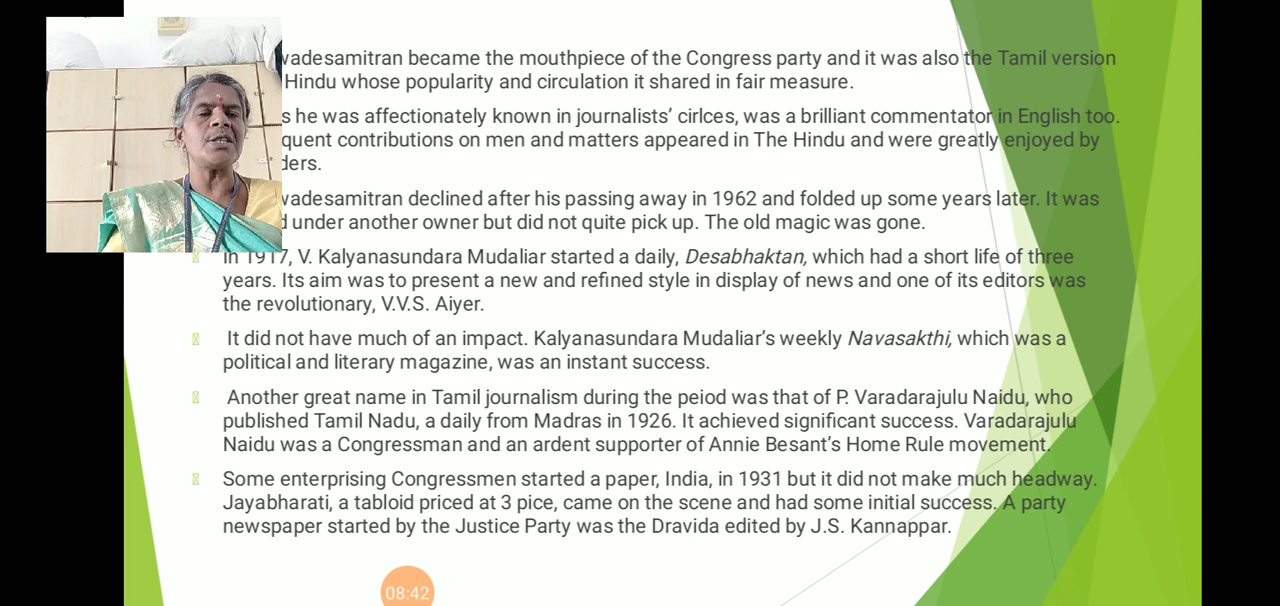 wadesamitran became the mouthpiece of the Congress party and it was also the Tamil version
Hindu whose popularity and circulation it shared in fair measure.
s he was affectionately known in journalists’ cirlces, was a brilliant commentator in English too.
quent contributions on men and matters appeared in The Hindu and were greatly enjoyed by
ders.
wadesamitran declined after his passing away in 1962 and folded up some years later. It was
under another owner but did not quite pick up. The old magic was gone.
In 1917, V. Kalyanasundara Mudaliar started a daily, Desabhaktan, which had a short life of three
years. Its aim was to present a new and refined style in display of news and one of its editors was
the revolutionary, V.V.S. Aiyer.
It did not have much of an impact. Kalyanasundara Mudaliar’s weekly Navasakthi, which was a
political and literary magazine, was an instant success.
Another great name in Tamil journalism during the peiod was that of P. Varadarajulu Naidu, who
published Tamil Nadu, a daily from Madras in 1926. It achieved significant success. Varadarajulu
Naidu was a Congressman and an ardent supporter of Annie Besant’s Home Rule movement.
Some enterprising Congressmen started a paper, India, in 1931 but it did not make much headway.
Jayabharati, a tabloid priced at 3 pice, came on the scene and had some initial success. A party
newspaper started by the Justice Party was the Dravida edited by J.S. Kannappar.
08:42